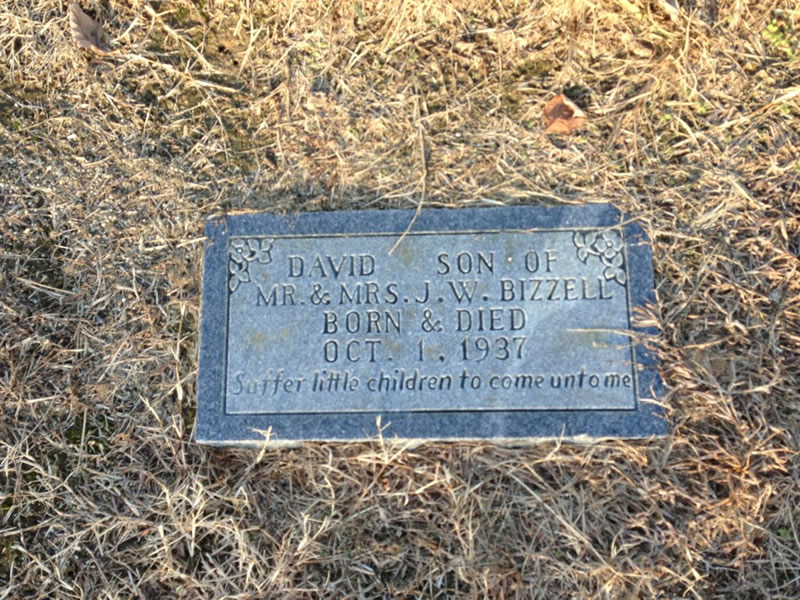 DAVID SON OF
MR. & MRS. J. W. BIZZELL
BORN & DIED
OCT. 1, 1937
Suffer little children to come unto me